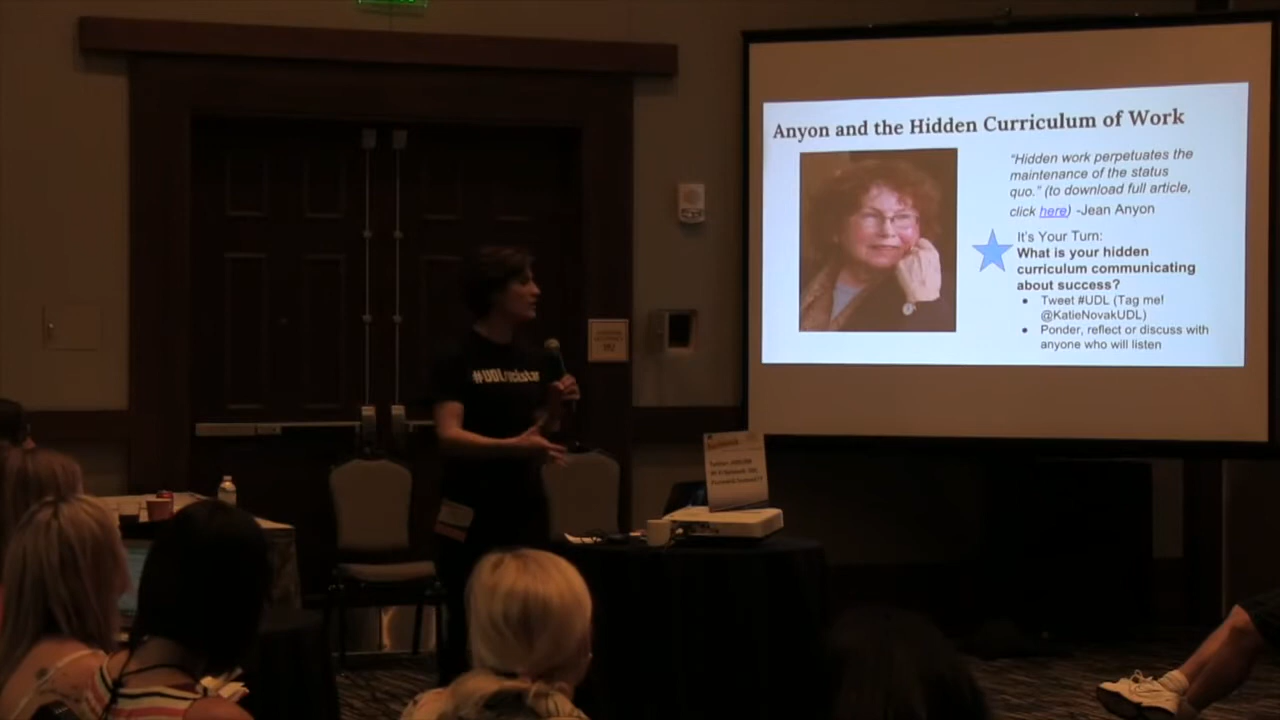 Anyon and the Hidden Curriculum of Work
"Hidden work perpetuates the
maintenance of the status
quo." (to download full article,
click here) -Jean Anyon
It's Your Turn:
What is your hidden
curriculum communicating
about success?
Tweet #UDL (Tag me!
@KatieNovakUDL)
Ponder, reflect or discuss with
anyone who will listen
#UDLrockstar